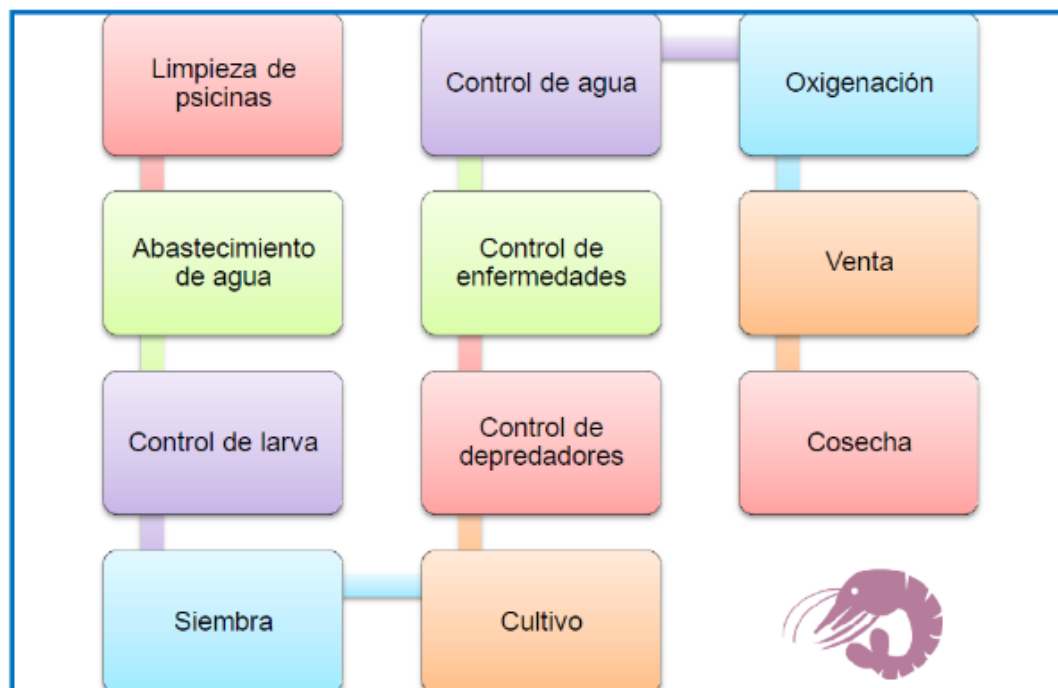 Limpieza de
psicinas
Abastecimiento
de agua
Control de larva
Siembra
Cultivo
Control de
depredadores
Control de
enfermedades
Control de agua
Oxigenación
Venta
Cosecha